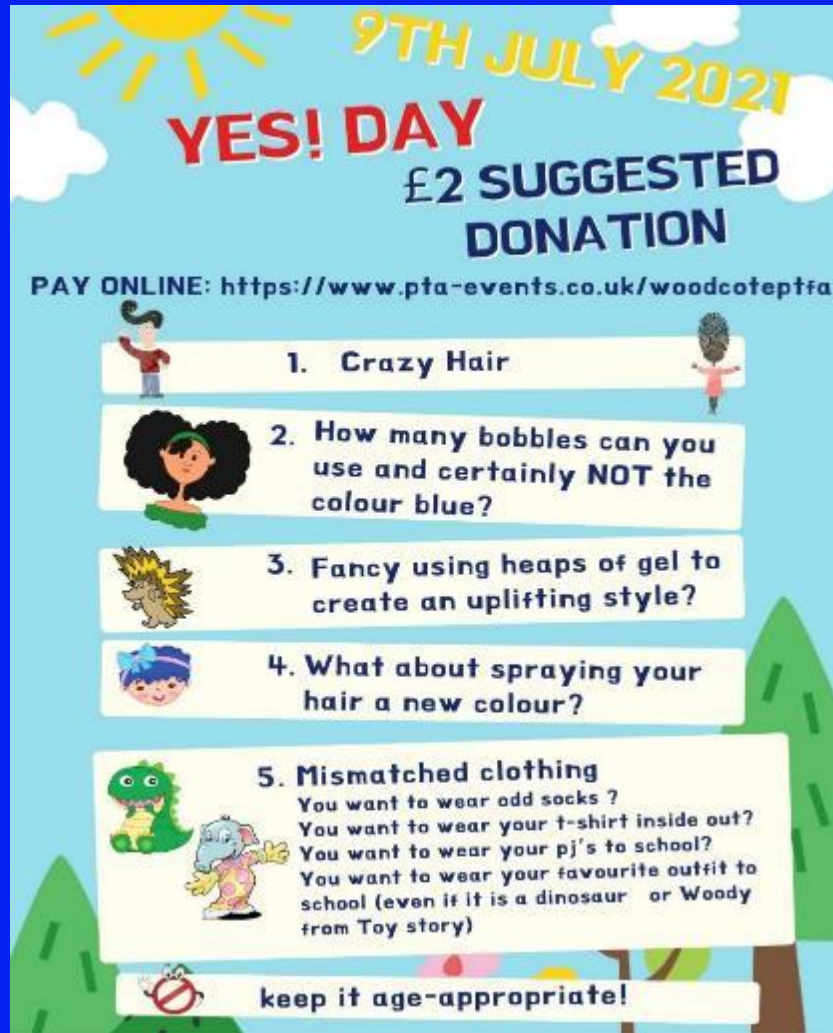 9TH JULY 2021
YES! DAY
£2 SUGGESTED
DONATION
PAY ONLINE: https://www.pta-events.co.uk/woodcoteptfa
1. Crazy Hair
2. How many bobbles can you
use and certainly NOT the
colour blue?
3. Fancy using heaps of gel to
create an uplifting style?
4. What about spraying your
hair a new colour?
5. Mismatched clothing
You want to wear odd socks ?
You want to wear your t-shirt inside out?
You want to wear your pj's to school?
You want to wear your favourite outfit to
school (even if it is a dinosaur or Woody
from Toy story)
keep it age-appropriate!